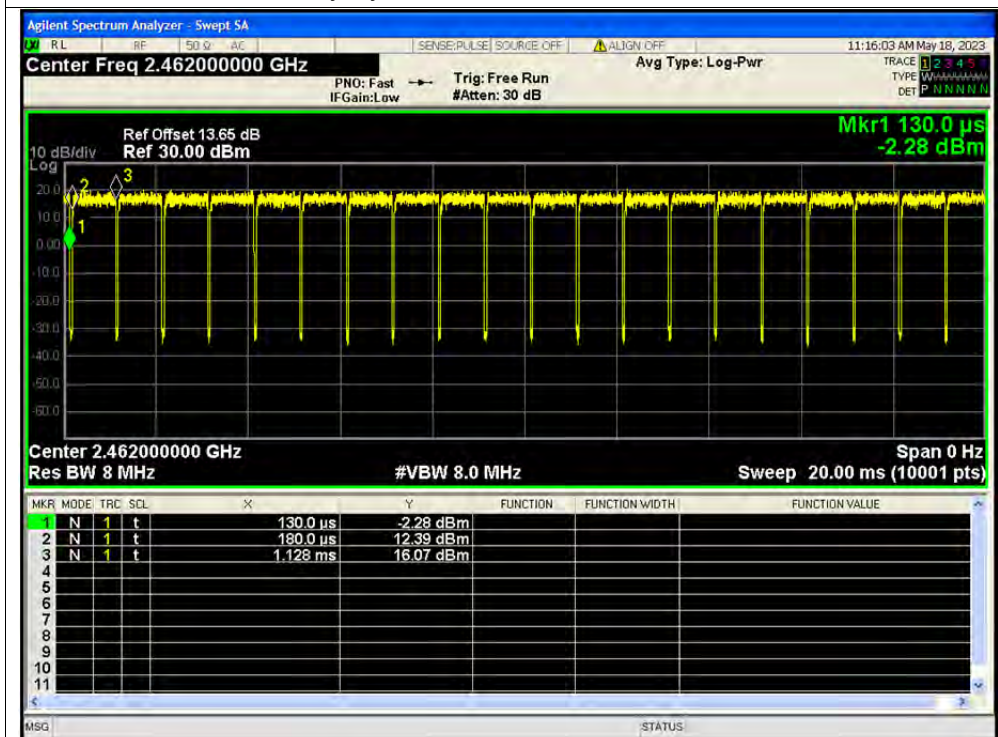 Agilent Spectrum Analyzer - Swept SA
RL RF 50 Ω AC SENSE:PULSE SOURCE OFF ALIGN OFF 11:16:03 AM May 18, 2023
Center Freq 2.462000000 GHz Avg Type: Log-Pwr TRACE 1 2 3 4 5 6
PNO: Fast Trig: Free Run TYPE W
IFGain:Low #Atten: 30 dB DET P N N N N N
Mkr1 130.0 µs
-2.28 dBm
Ref Offset 13.65 dB
10 dB/div Ref 30.00 dBm
Log
20.0
10.0
0.00
-10.0
-20.0
-30.0
-40.0
-50.0
-60.0
1
2
3
Center 2.462000000 GHz Span 0 Hz
Res BW 8 MHz #VBW 8.0 MHz Sweep 20.00 ms (10001 pts)
MKR MODE TRC SCL X Y FUNCTION FUNCTION WIDTH FUNCTION VALUE
1 N 1 t 130.0 µs -2.28 dBm
2 N 1 t 180.0 µs 12.39 dBm
3 N 1 t 1.128 ms 16.07 dBm
4
5
6
7
8
9
10
11
MSG STATUS